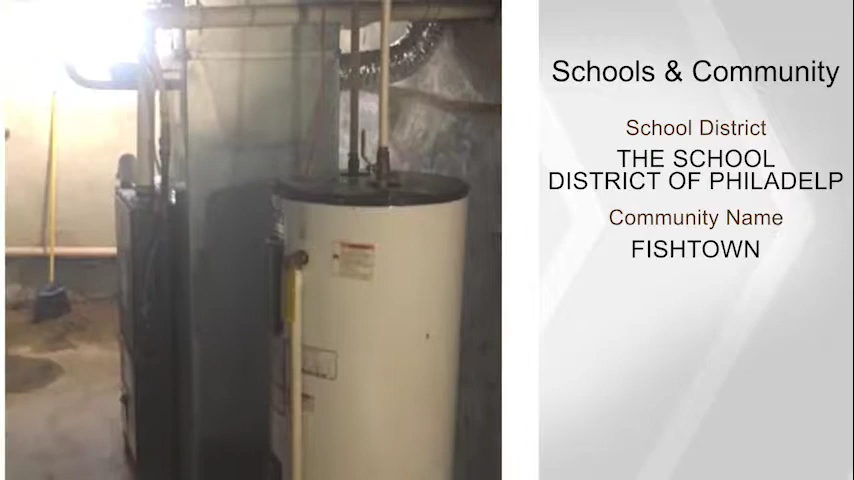 Schools & Community
School District
THE SCHOOL
DISTRICT OF PHILADELP
Community Name
FISHTOWN